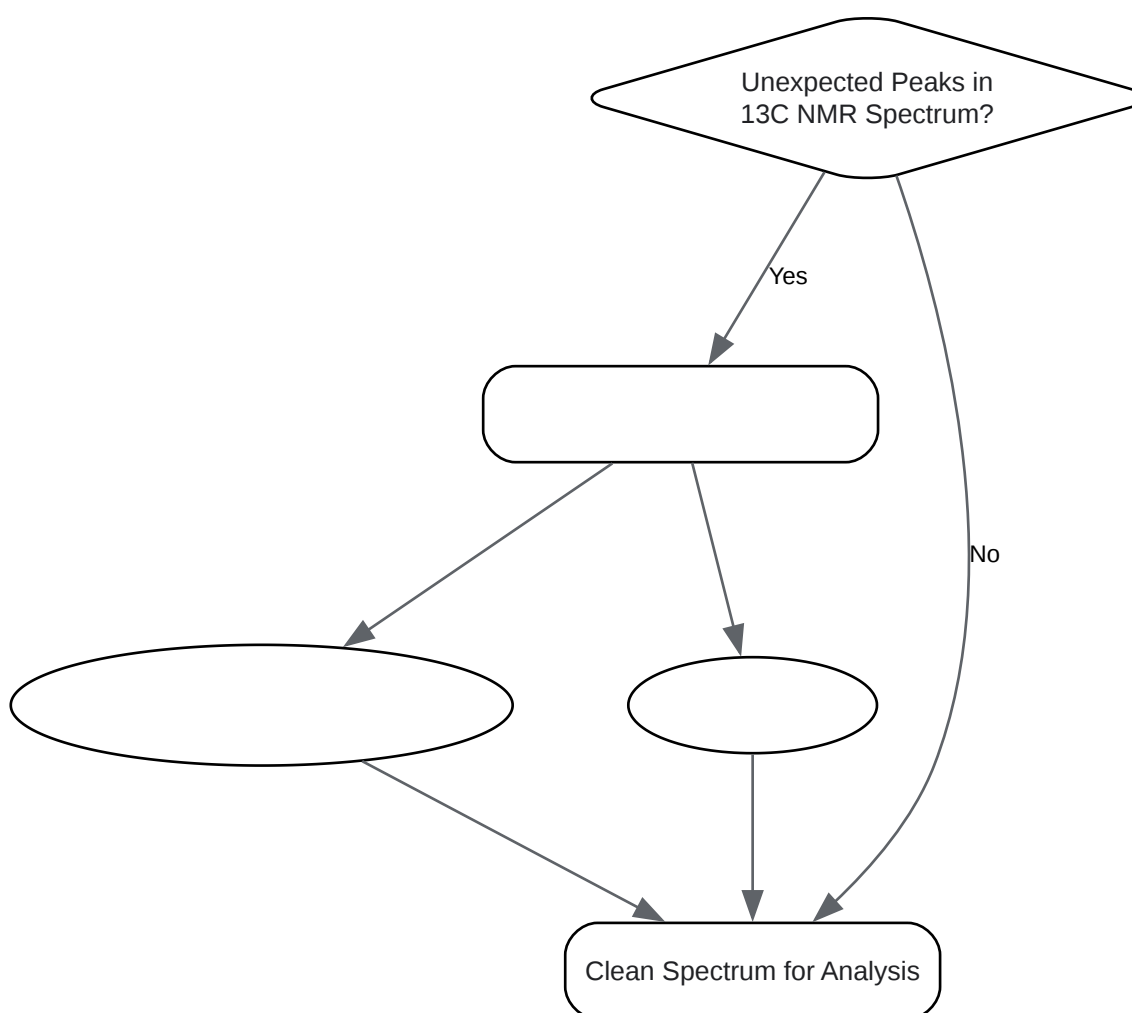 Unexpected Peaks in
13C NMR Spectrum?
Yes
No
Clean Spectrum for Analysis